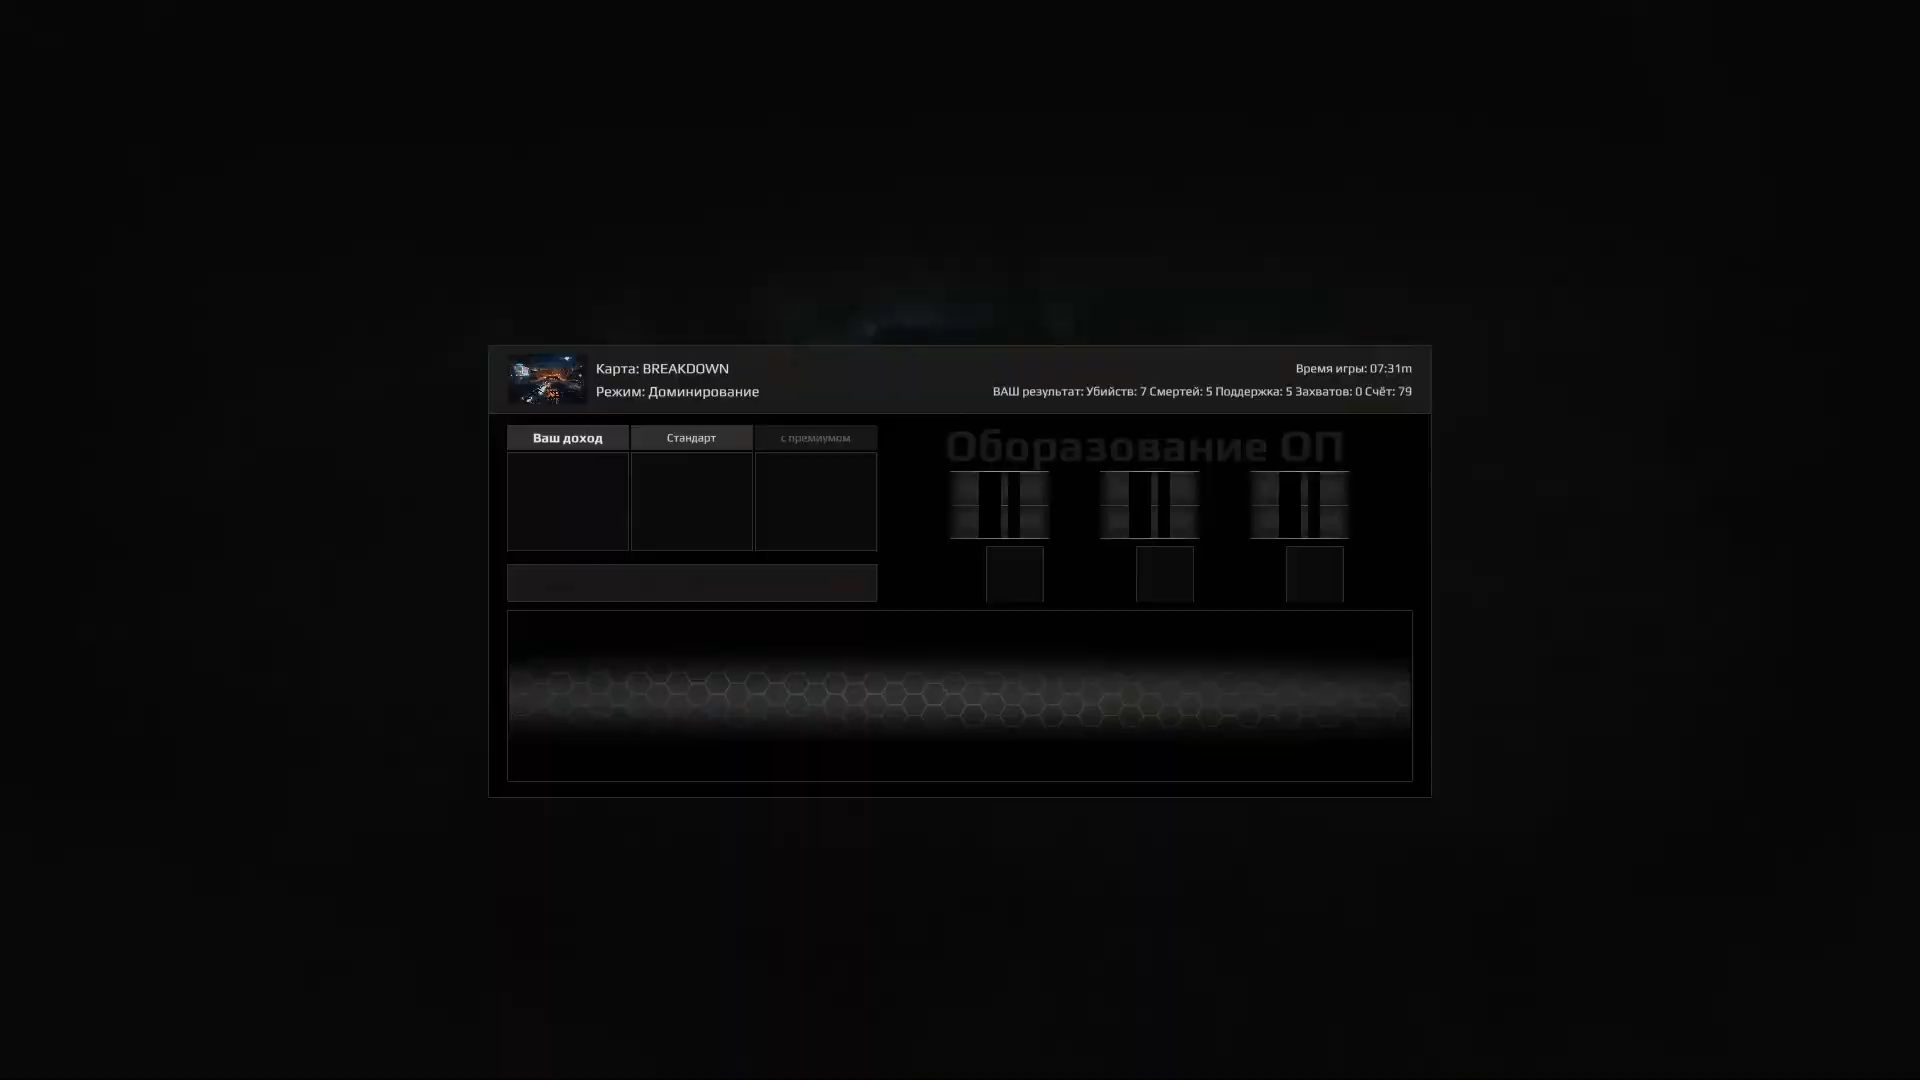 Карта: BREAKDOWN
Режим: Доминирование
Время игры: 07:31m
ВАШ результат: Убийств: 7 Смертей: 5 Поддержка: 5 Захватов: 0 Счёт: 79
Ваш доход
Стандарт
с премиумом
Оборазование ОП